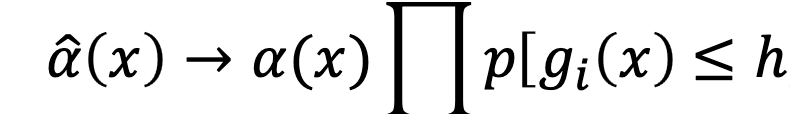 α̂(x) → α(x) ∏ p[gᵢ(x) ≤ h